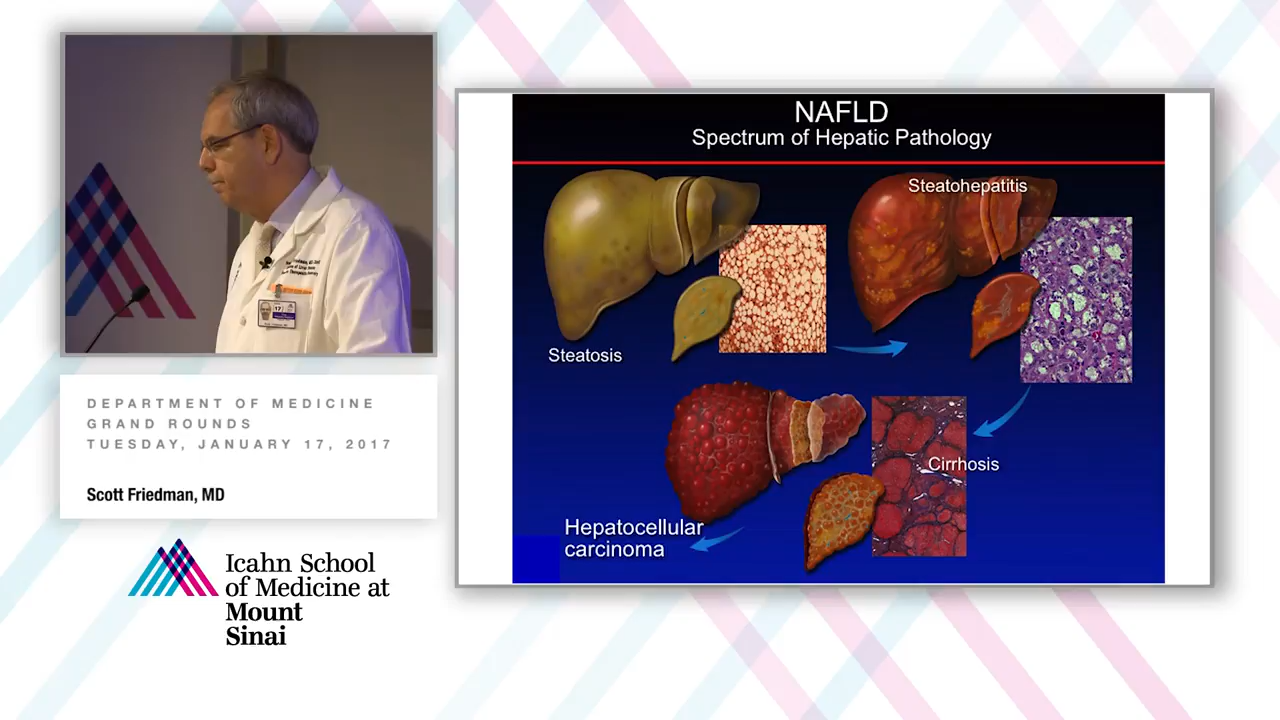 DEPARTMENT OF MEDICINE
GRAND ROUNDS
TUESDAY, JANUARY 17, 2017
Scott Friedman, MD
Icahn School
of Medicine at
Mount
Sinai
NAFLD
Spectrum of Hepatic Pathology
Steatosis
Steatohepatitis
Cirrhosis
Hepatocellular
carcinoma